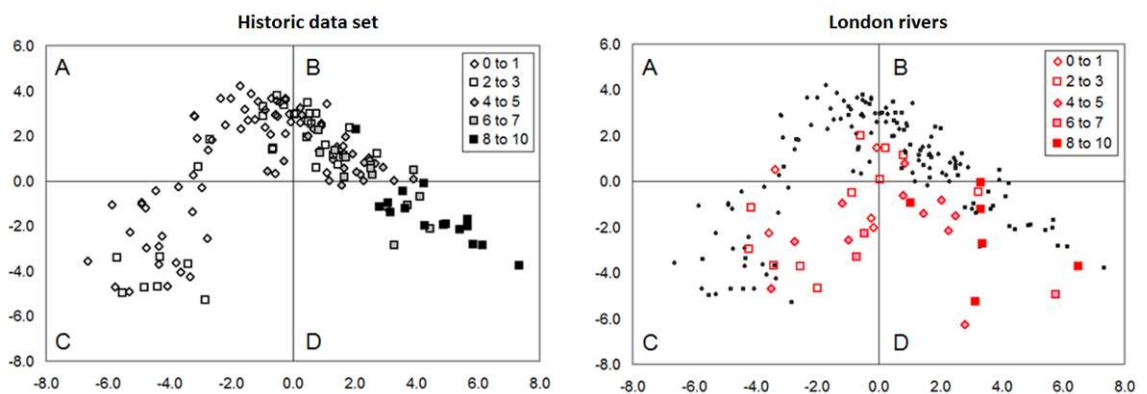 Historic data set
London rivers
6.0
4.0
2.0
0.0
-2.0
-4.0
-6.0
-8.0
A
B
C
D
0 to 1
2 to 3
4 to 5
6 to 7
8 to 10
-8.0 -6.0 -4.0 -2.0 0.0 2.0 4.0 6.0 8.0
6.0
4.0
2.0
0.0
-2.0
-4.0
-6.0
-8.0
A
B
C
D
0 to 1
2 to 3
4 to 5
6 to 7
8 to 10
-8.0 -6.0 -4.0 -2.0 0.0 2.0 4.0 6.0 8.0